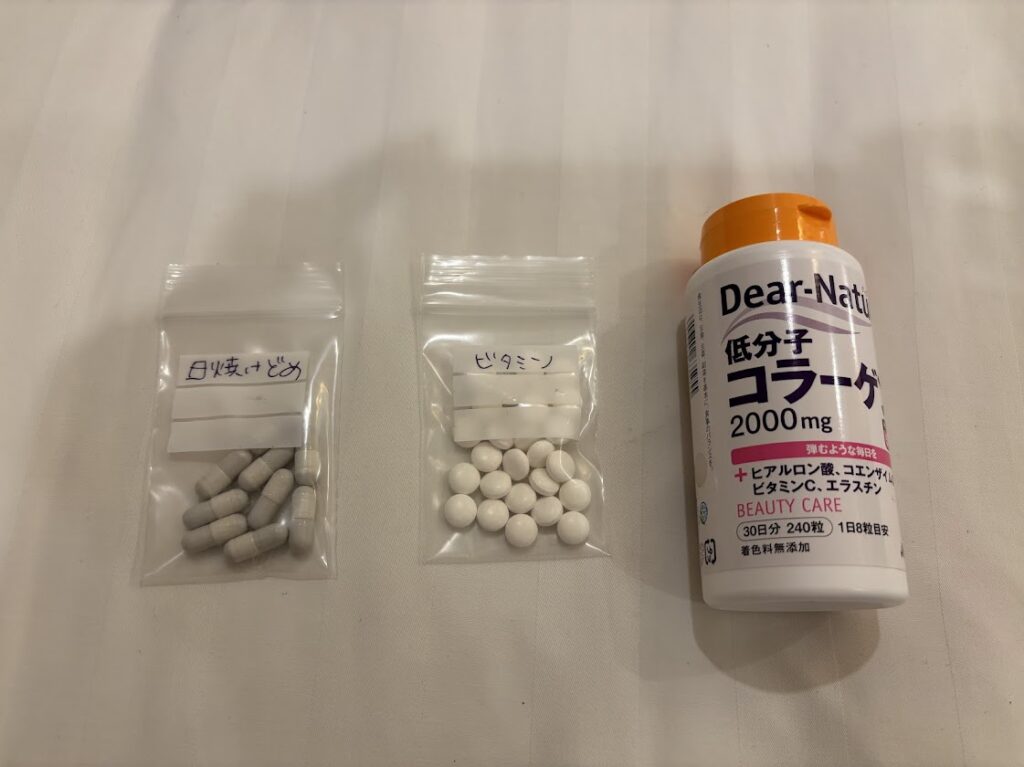 日焼けどめ
ビタミン
Dear-Natu
低分子
コラーゲ
2000mg
弾むような毎日を
+ヒアルロン酸、コエンザイム
ビタミンC、エラスチン
BEAUTY CARE
30日分 240粒 1日8粒目安
着色料無添加